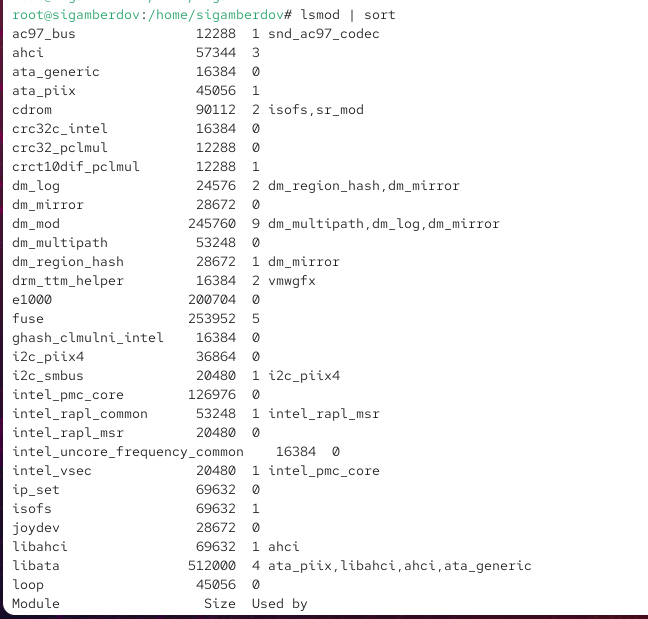 root@sigamberdov:/home/sigamberdov# lsmod | sort
ac97_bus               12288  1 snd_ac97_codec
ahci                   57344  3
ata_generic            16384  0
ata_piix               45056  1
cdrom                  90112  2 isofs,sr_mod
crc32c_intel           16384  0
crc32_pclmul           12288  0
crct10dif_pclmul       12288  1
dm_log                 24576  2 dm_region_hash,dm_mirror
dm_mirror              28672  0
dm_mod                245760  9 dm_multipath,dm_log,dm_mirror
dm_multipath           53248  0
dm_region_hash         28672  1 dm_mirror
drm_ttm_helper         16384  2 vmwgfx
e1000                 200704  0
fuse                  253952  5
ghash_clmulni_intel    16384  0
i2c_piix4              36864  0
i2c_smbus              20480  1 i2c_piix4
intel_pmc_core        126976  0
intel_rapl_common      53248  1 intel_rapl_msr
intel_rapl_msr         20480  0
intel_uncore_frequency_common    16384  0
intel_vsec             20480  1 intel_pmc_core
ip_set                 69632  0
isofs                  69632  1
joydev                 28672  0
libahci                69632  1 ahci
libata                512000  4 ata_piix,libahci,ahci,ata_generic
loop                   45056  0
Module                  Size  Used by